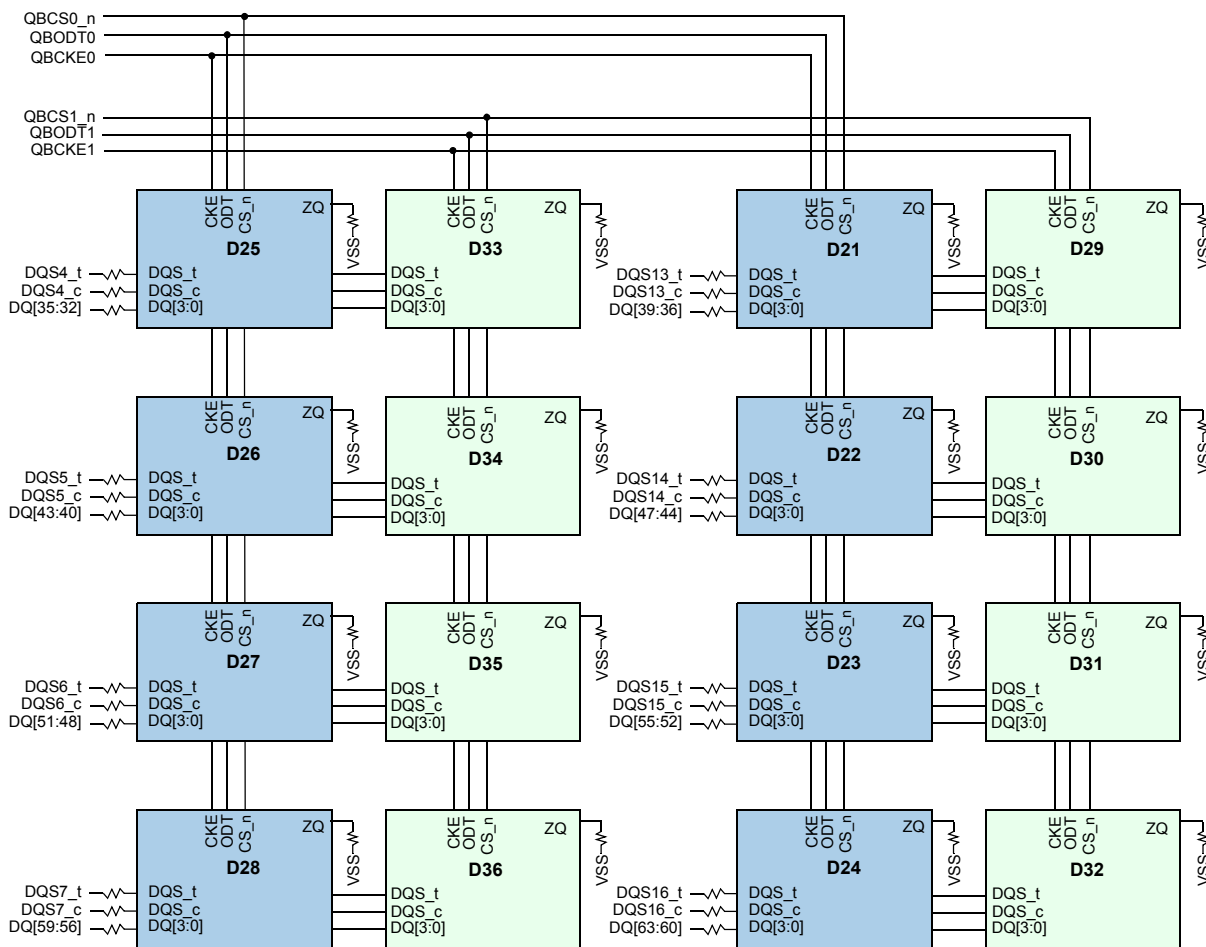 QBCS0_n
QBODT0
QBCKE0
QBCS1_n
QBODT1
QBCKE1
CKE ODT CS_n ZQ VSS
D25
DQS4_t DQS_t
DQS4_c DQS_c
DQ[35:32] DQ[3:0]
CKE ODT CS_n ZQ VSS
D33
DQS_t
DQS_c
DQ[3:0]
CKE ODT CS_n ZQ VSS
D21
DQS13_t DQS_t
DQS13_c DQS_c
DQ[39:36] DQ[3:0]
CKE ODT CS_n ZQ VSS
D29
DQS_t
DQS_c
DQ[3:0]
CKE ODT CS_n ZQ VSS
D26
DQS5_t DQS_t
DQS5_c DQS_c
DQ[43:40] DQ[3:0]
CKE ODT CS_n ZQ VSS
D34
DQS_t
DQS_c
DQ[3:0]
CKE ODT CS_n ZQ VSS
D22
DQS14_t DQS_t
DQS14_c DQS_c
DQ[47:44] DQ[3:0]
CKE ODT CS_n ZQ VSS
D30
DQS_t
DQS_c
DQ[3:0]
CKE ODT CS_n ZQ VSS
D27
DQS6_t DQS_t
DQS6_c DQS_c
DQ[51:48] DQ[3:0]
CKE ODT CS_n ZQ VSS
D35
DQS_t
DQS_c
DQ[3:0]
CKE ODT CS_n ZQ VSS
D23
DQS15_t DQS_t
DQS15_c DQS_c
DQ[55:52] DQ[3:0]
CKE ODT CS_n ZQ VSS
D31
DQS_t
DQS_c
DQ[3:0]
CKE ODT CS_n ZQ VSS
D28
DQS7_t DQS_t
DQS7_c DQS_c
DQ[59:56] DQ[3:0]
CKE ODT CS_n ZQ VSS
D36
DQS_t
DQS_c
DQ[3:0]
CKE ODT CS_n ZQ VSS
D24
DQS16_t DQS_t
DQS16_c DQS_c
DQ[63:60] DQ[3:0]
CKE ODT CS_n ZQ VSS
D32
DQS_t
DQS_c
DQ[3:0]